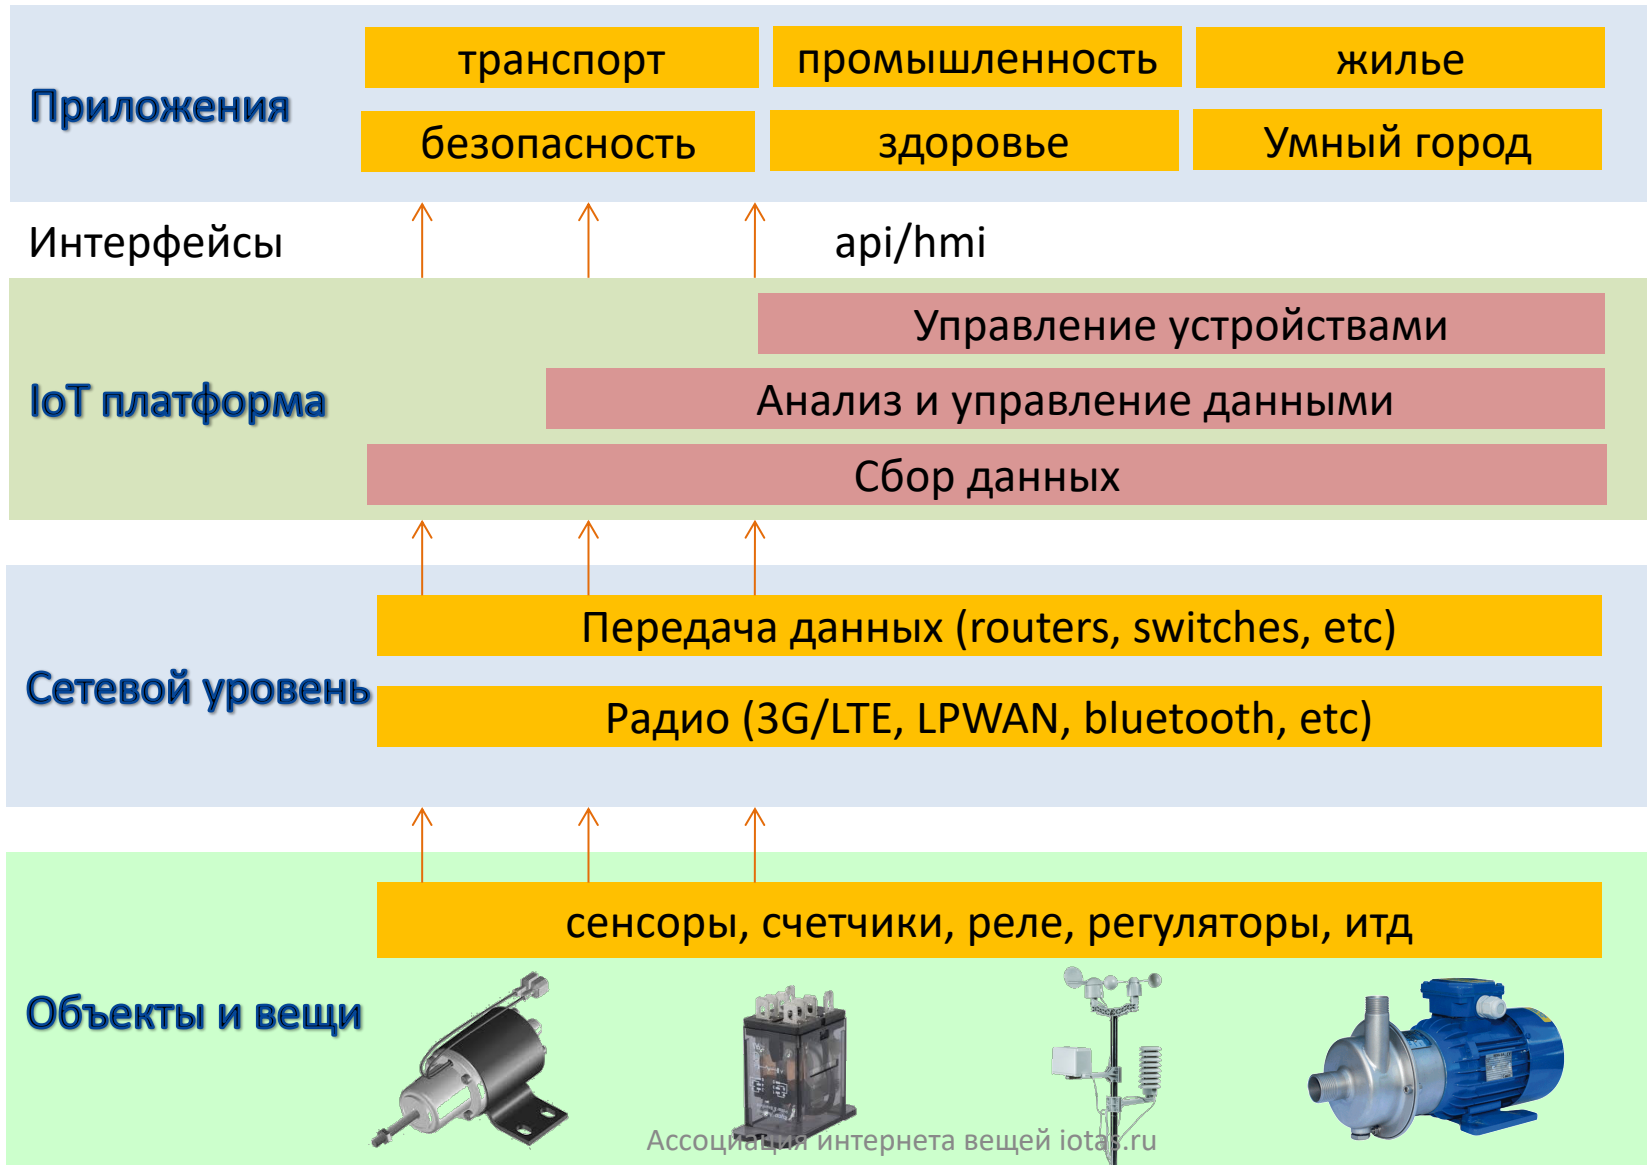 транспорт
промышленность
жилье
Приложения
безопасность
здоровье
Умный город
Интерфейсы
api/hmi
Управление устройствами
IoT платформа
Анализ и управление данными
Сбор данных
Передача данных (routers, switches, etc)
Сетевой уровень
Радио (3G/LTE, LPWAN, bluetooth, etc)
сенсоры, счетчики, реле, регуляторы, итд
Объекты и вещи
Ассоциация интернета вещей iotas.ru